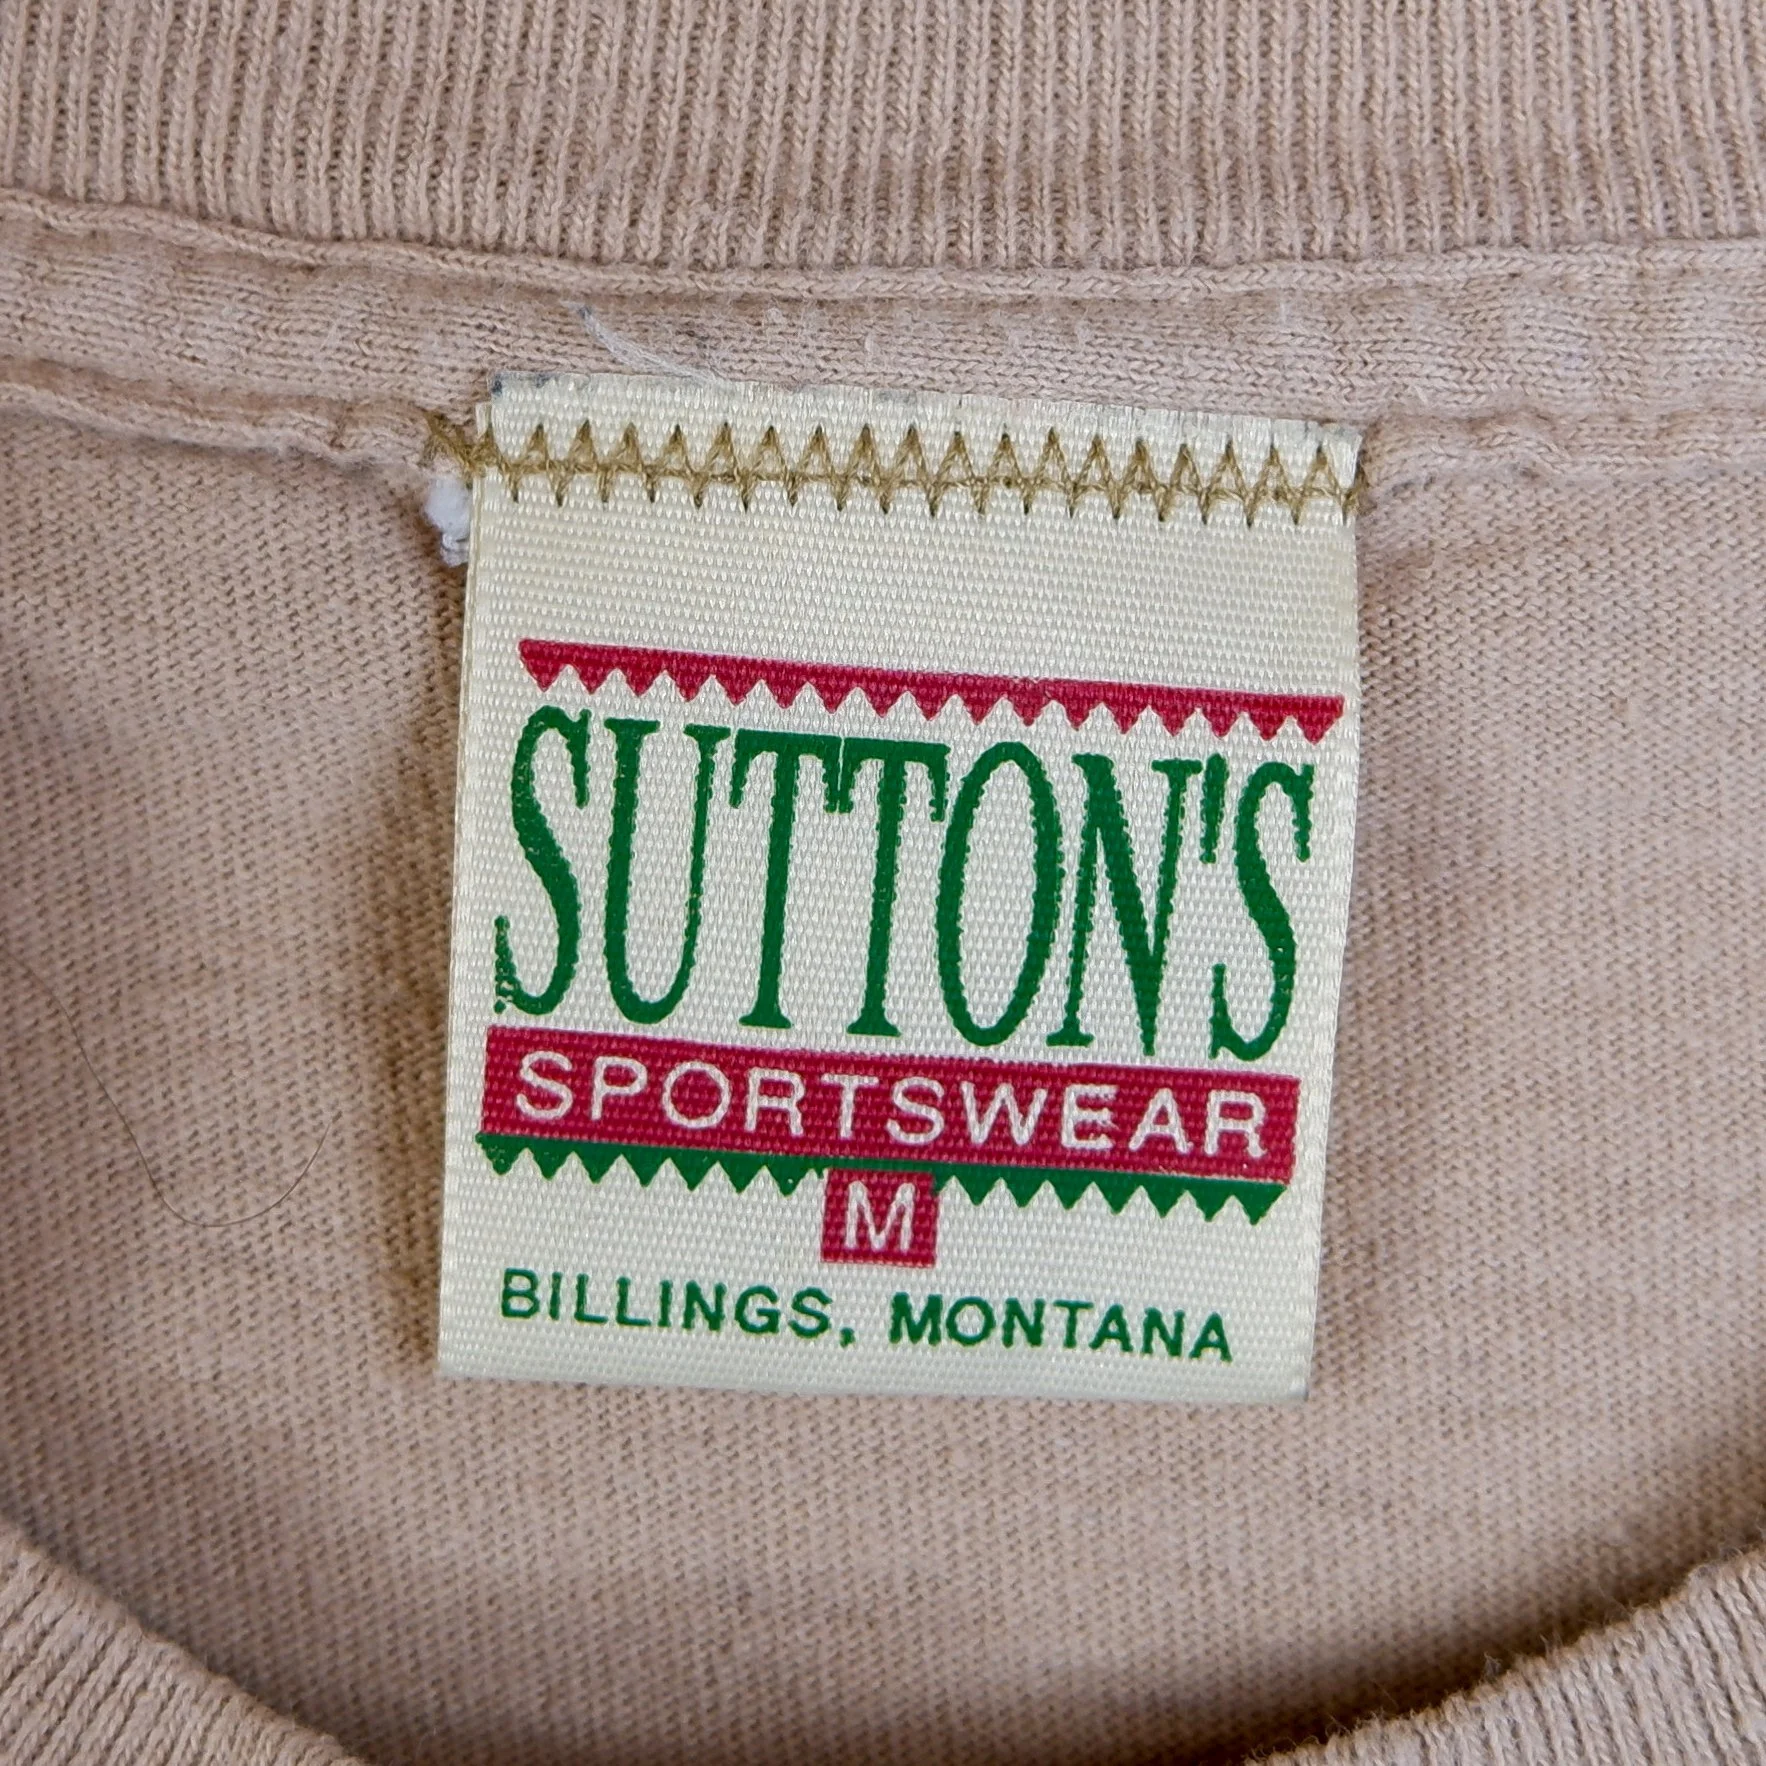 SUTTON'S
SPORTSWEAR
M
BILLINGS, MONTANA